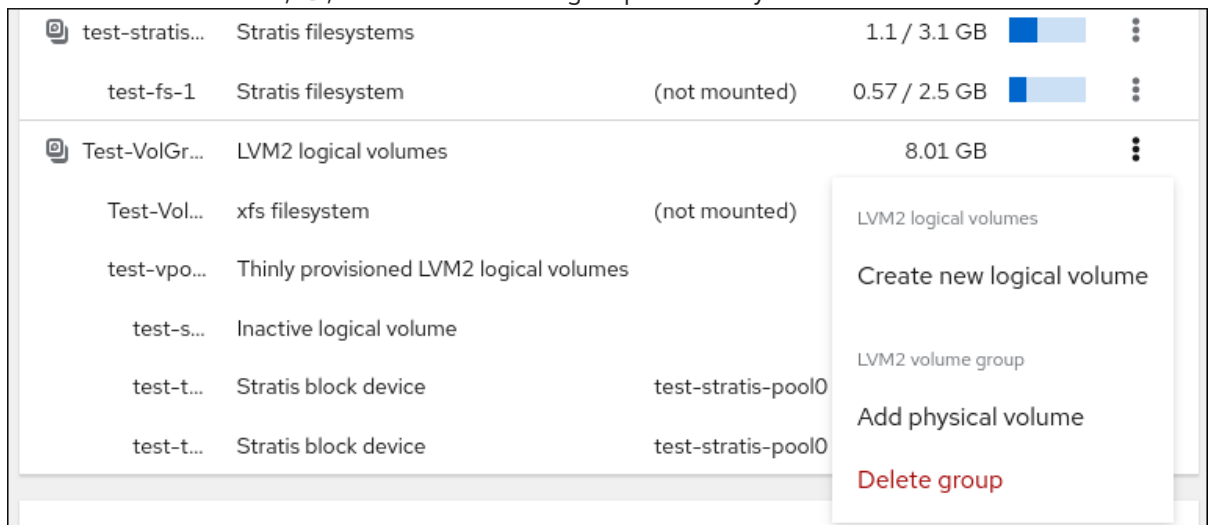 test-stratis... Stratis filesystems 1.1 / 3.1 GB
test-fs-1 Stratis filesystem (not mounted) 0.57 / 2.5 GB
Test-VolGr... LVM2 logical volumes 8.01 GB
Test-Vol... xfs filesystem (not mounted)
test-vpo... Thinly provisioned LVM2 logical volumes
test-s... Inactive logical volume
test-t... Stratis block device test-stratis-pool0
test-t... Stratis block device test-stratis-pool0
LVM2 logical volumes
Create new logical volume
LVM2 volume group
Add physical volume
Delete group